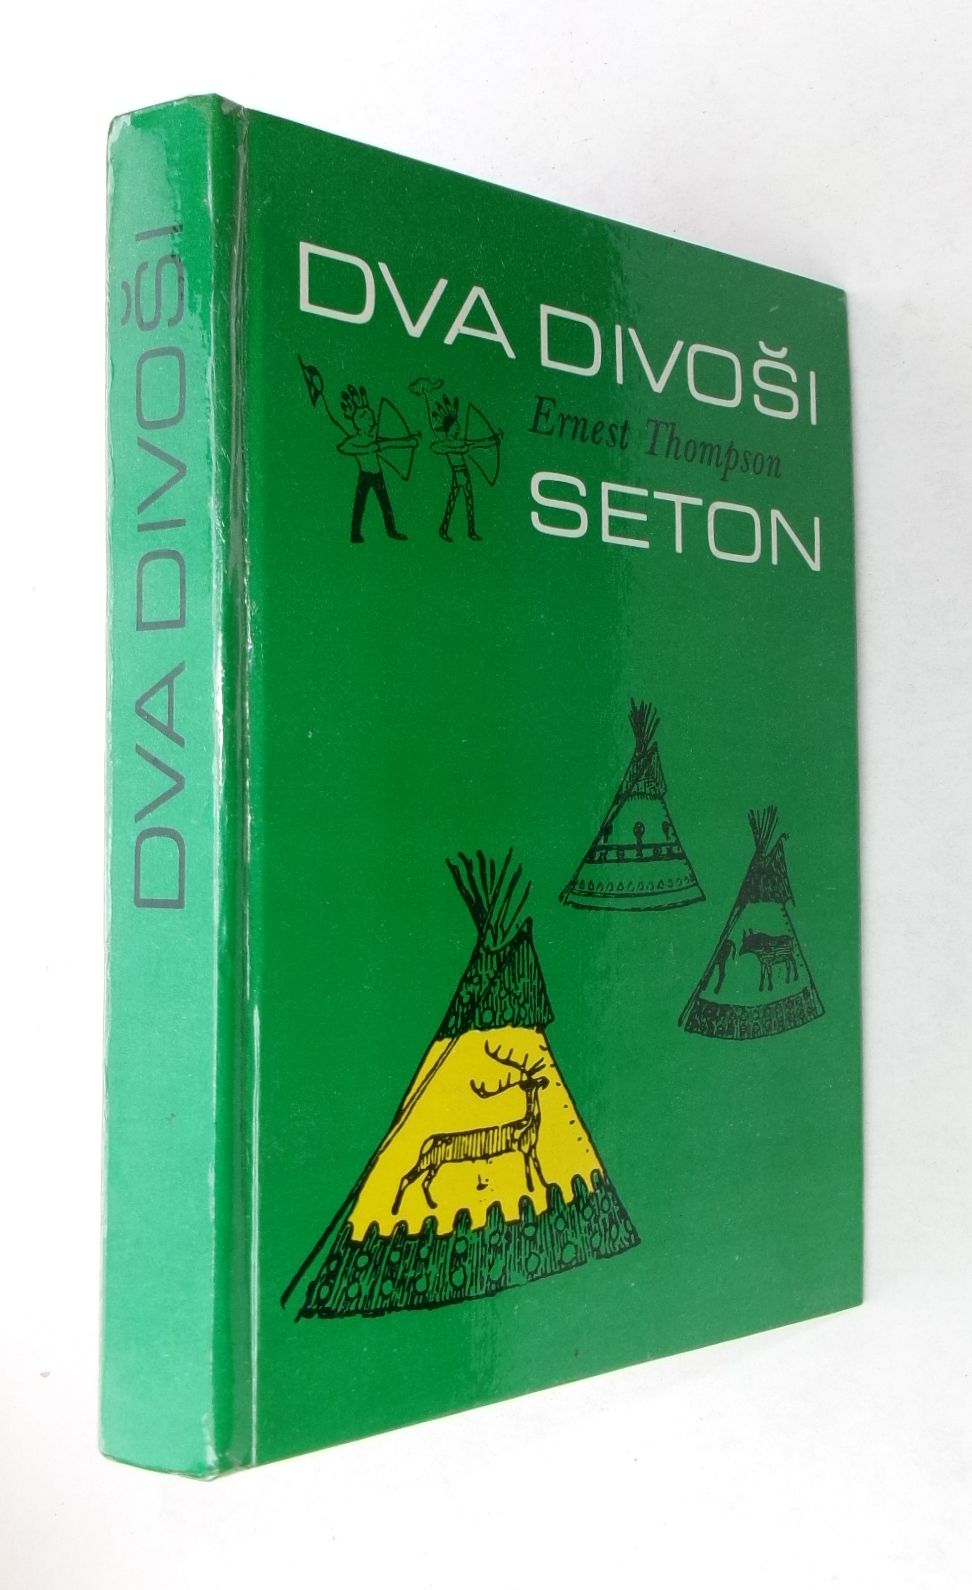 DVA DIVOŠI
DVA DIVOŠI
Ernest Thompson
SETON